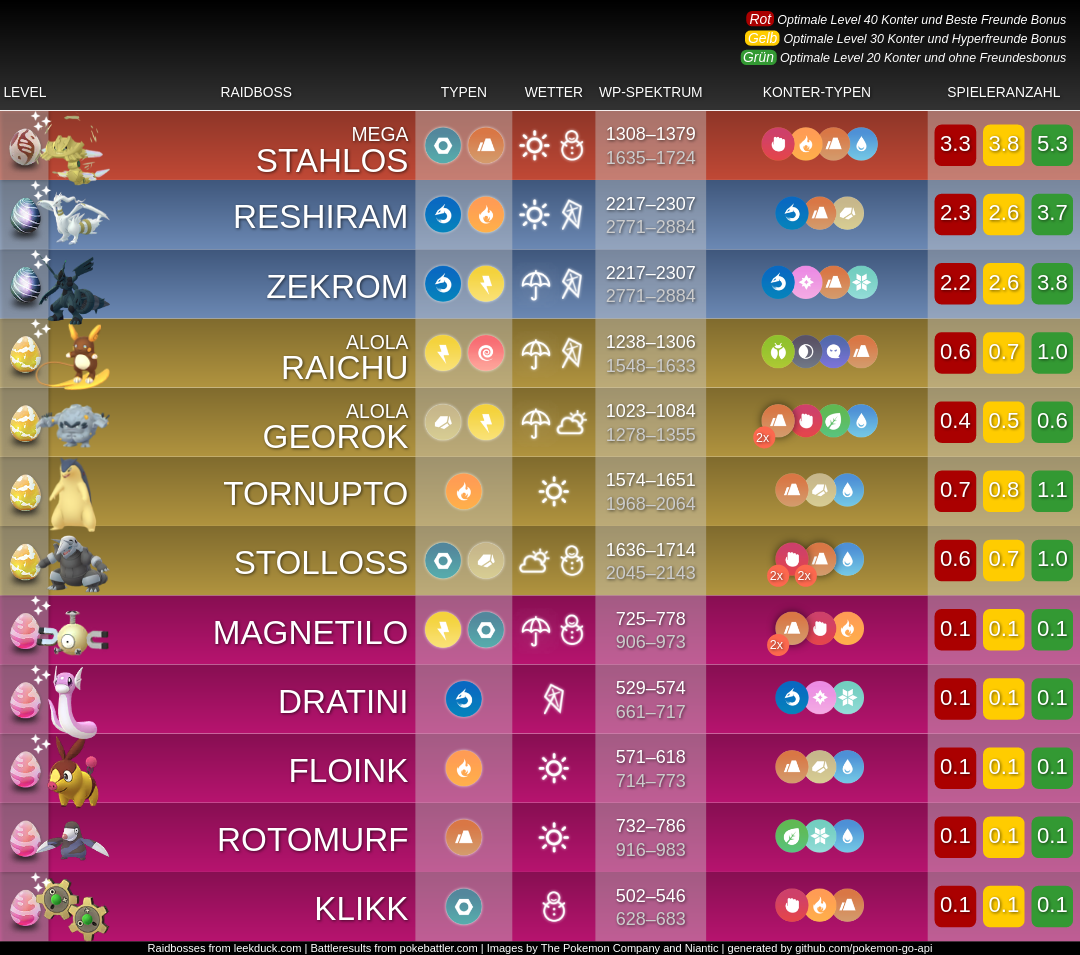 Rot Optimale Level 40 Konter und Beste Freunde Bonus
Gelb Optimale Level 30 Konter und Hyperfreunde Bonus
Grün Optimale Level 20 Konter und ohne Freundesbonus
LEVEL RAIDBOSS TYPEN WETTER WP-SPEKTRUM KONTER-TYPEN SPIELERANZAHL
MEGA
STAHLOS
1308–1379
1635–1724
3.3 3.8 5.3
RESHIRAM
2217–2307
2771–2884
2.3 2.6 3.7
ZEKROM
2217–2307
2771–2884
2.2 2.6 3.8
ALOLA
RAICHU
1238–1306
1548–1633
0.6 0.7 1.0
ALOLA
GEOROK
1023–1084
1278–1355
2x
0.4 0.5 0.6
TORNUPTO
1574–1651
1968–2064
0.7 0.8 1.1
STOLLOSS
1636–1714
2045–2143
2x 2x
0.6 0.7 1.0
MAGNETILO
725–778
906–973
2x
0.1 0.1 0.1
DRATINI
529–574
661–717
0.1 0.1 0.1
FLOINK
571–618
714–773
0.1 0.1 0.1
ROTOMURF
732–786
916–983
0.1 0.1 0.1
KLIKK
502–546
628–683
0.1 0.1 0.1
Raidbosses from leekduck.com | Battleresults from pokebattler.com | Images by The Pokemon Company and Niantic | generated by github.com/pokemon-go-api